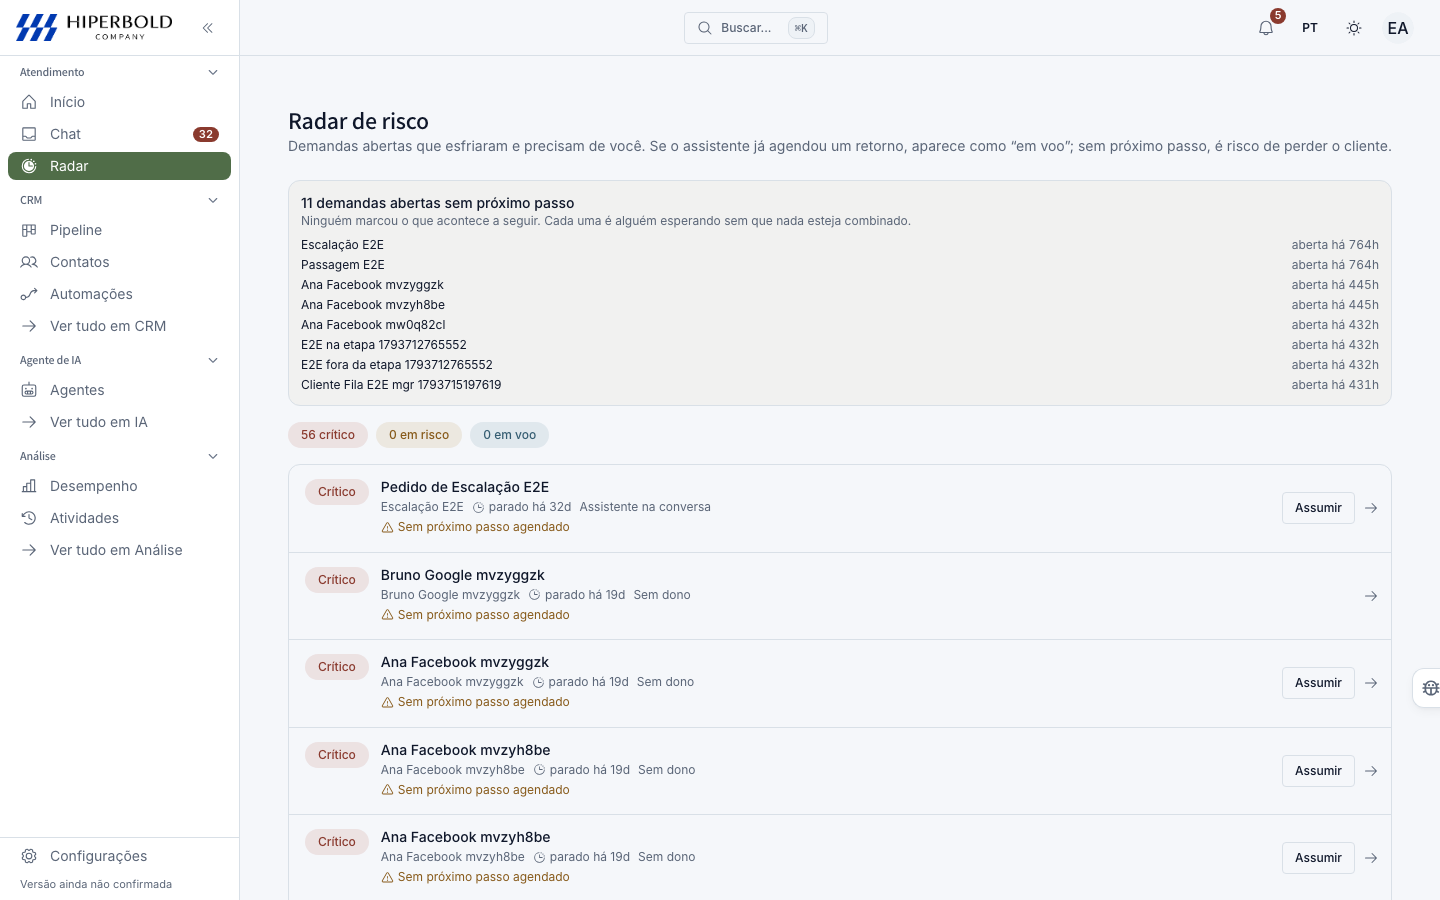 HIPERBOLD
COMPANY
Buscar...
⌘K
5
PT
EA
Atendimento
Início
Chat
32
Radar
CRM
Pipeline
Contatos
Automações
Ver tudo em CRM
Agente de IA
Agentes
Ver tudo em IA
Análise
Desempenho
Atividades
Ver tudo em Análise
Configurações
Versão ainda não confirmada
Radar de risco
Demandas abertas que esfriaram e precisam de você. Se o assistente já agendou um retorno, aparece como “em voo”; sem próximo passo, é risco de perder o cliente.
11 demandas abertas sem próximo passo
Ninguém marcou o que acontece a seguir. Cada uma é alguém esperando sem que nada esteja combinado.
Escalação E2E aberta há 764h
Passagem E2E aberta há 764h
Ana Facebook mvzyggzk aberta há 445h
Ana Facebook mvzyh8be aberta há 445h
Ana Facebook mw0q82cl aberta há 432h
E2E na etapa 1793712765552 aberta há 432h
E2E fora da etapa 1793712765552 aberta há 432h
Cliente Fila E2E mgr 1793715197619 aberta há 431h
56 crítico 0 em risco 0 em voo
Crítico
Pedido de Escalação E2E
Escalação E2E parado há 32d Assistente na conversa
Sem próximo passo agendado
Assumir
Crítico
Bruno Google mvzyggzk
Bruno Google mvzyggzk parado há 19d Sem dono
Sem próximo passo agendado
Crítico
Ana Facebook mvzyggzk
Ana Facebook mvzyggzk parado há 19d Sem dono
Sem próximo passo agendado
Assumir
Crítico
Ana Facebook mvzyh8be
Ana Facebook mvzyh8be parado há 19d Sem dono
Sem próximo passo agendado
Assumir
Crítico
Ana Facebook mvzyh8be
Ana Facebook mvzyh8be parado há 19d Sem dono
Sem próximo passo agendado
Assumir